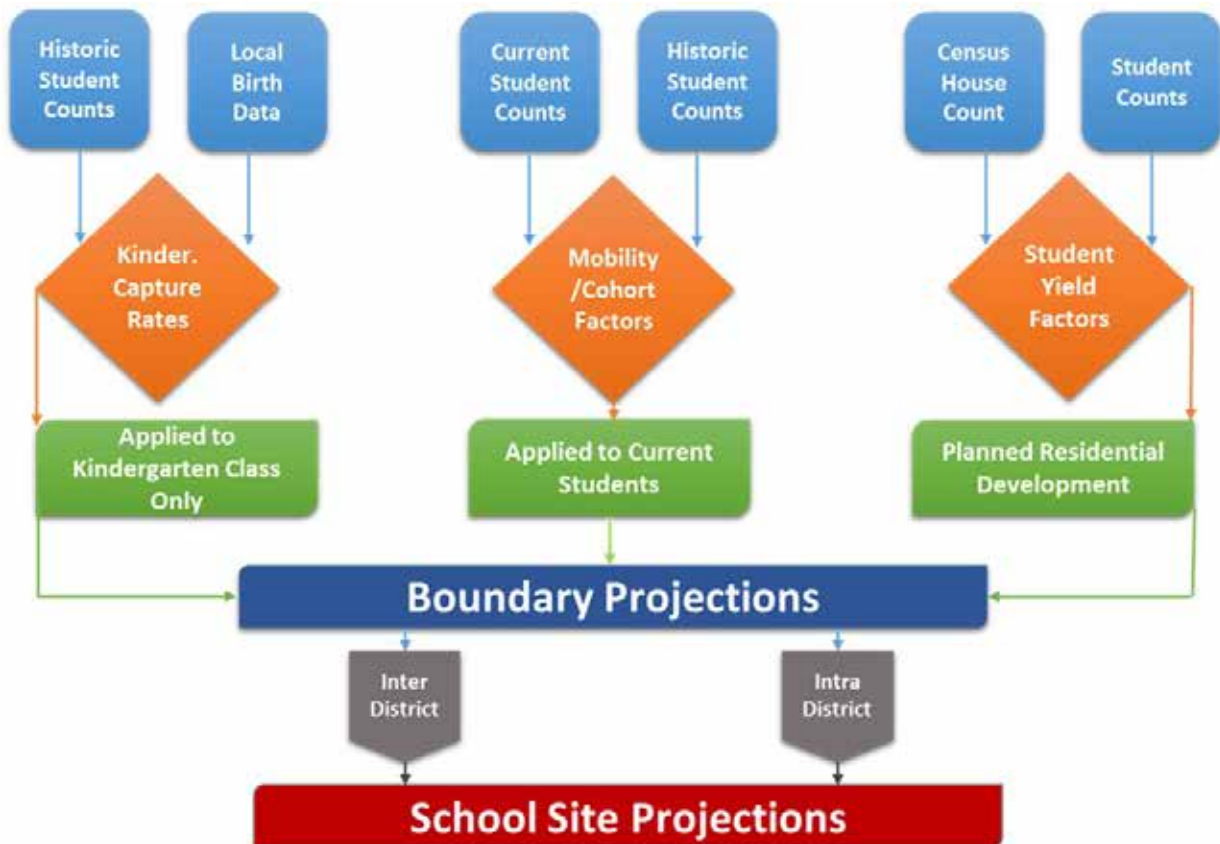 Historic
Student
Counts
Local
Birth
Data
Current
Student
Counts
Historic
Student
Counts
Census
House
Count
Student
Counts
Kinder.
Capture
Rates
Mobility
/Cohort
Factors
Student
Yield
Factors
Applied to
Kindergarten Class
Only
Applied to Current
Students
Planned Residential
Development
Boundary Projections
Inter
District
Intra
District
School Site Projections